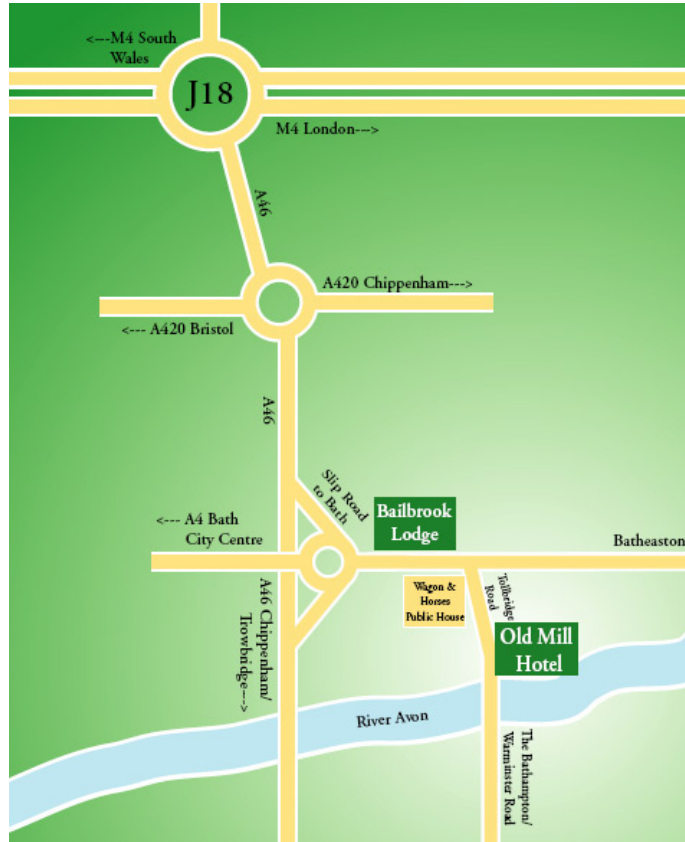 <---M4 South
Wales
J18
M4 London--->
A46
A420 Chippenham--->
<--- A420 Bristol
A46
Slip Road
to Bath
Bailbrook
Lodge
<--- A4 Bath
City Centre
Batheaston
A46 Chippenham/
Trowbridge--->
Wagon &
Horses
Public House
Tollbridge
Road
Old Mill
Hotel
River Avon
The Bathampton/
Warminster Road